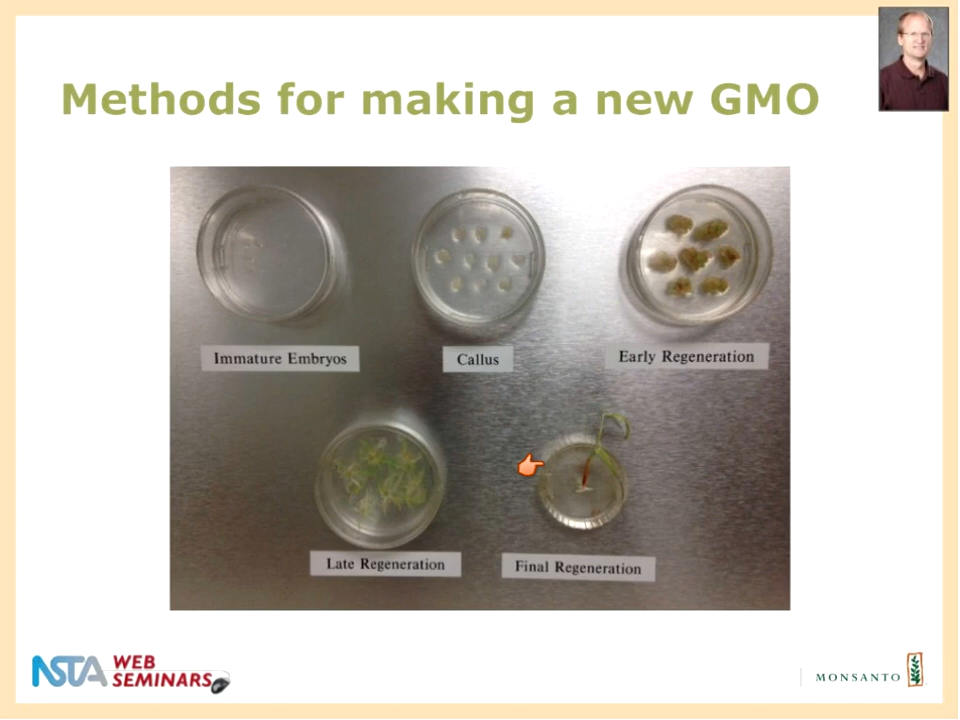 Methods for making a new GMO
Immature Embryos
Callus
Early Regeneration
Late Regeneration
Final Regeneration
NSTA WEB
SEMINARS
MONSANTO